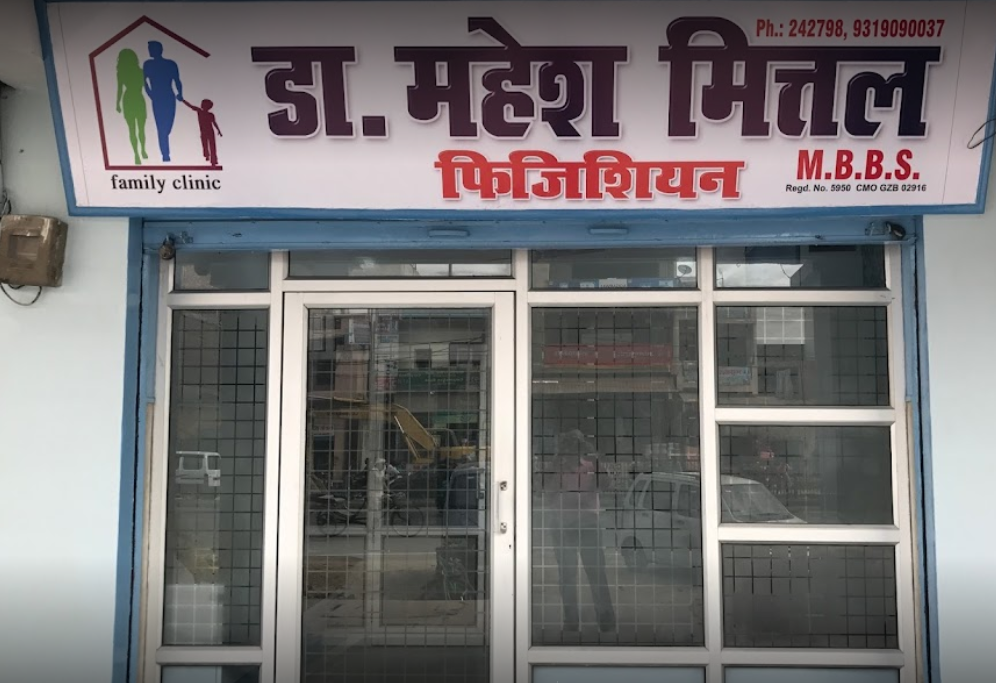 Ph.: 242798, 9319090037
डा. महेश मित्तल
फिजिशियन
M.B.B.S.
Regd. No. 5950 CMO GZB 02916
family clinic